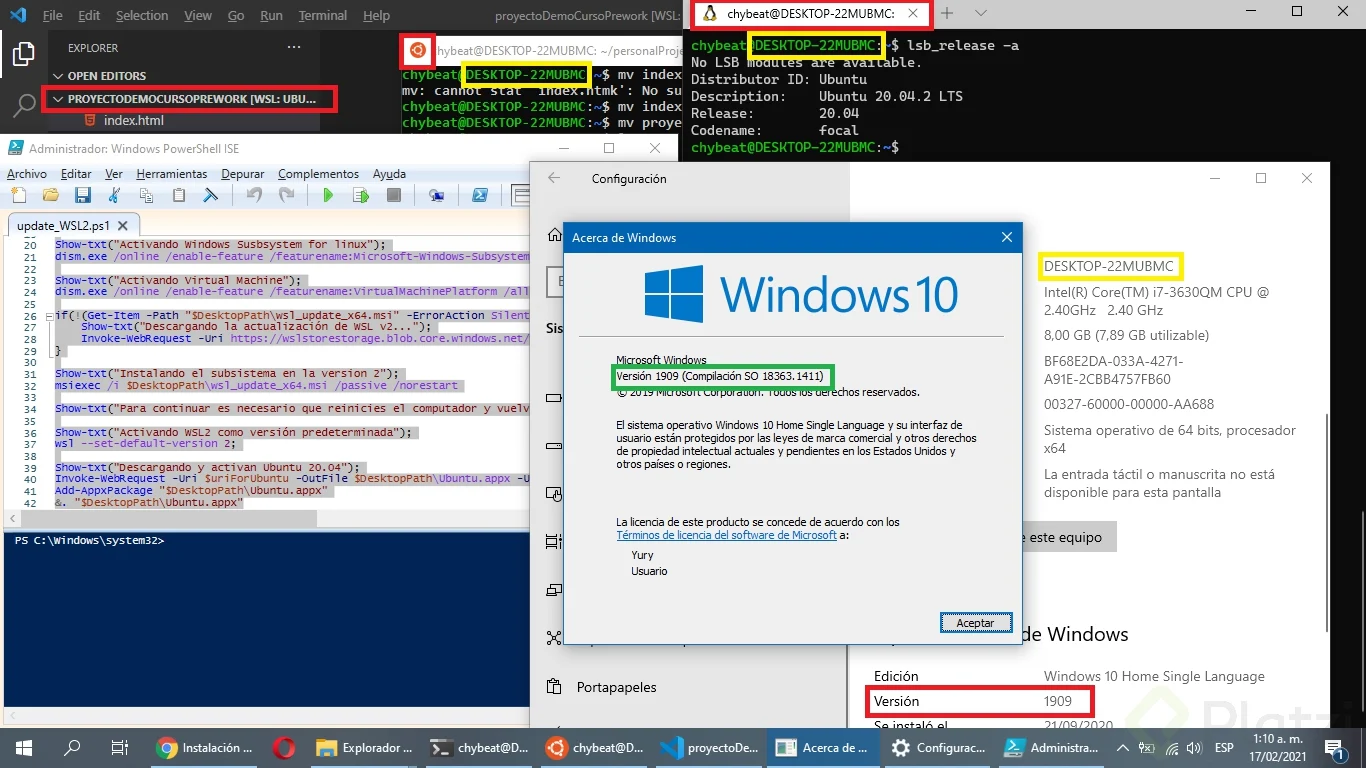 File Edit Selection View Go Run Terminal Help
proyectoDemoCursoPrework [WSL:
EXPLORER
OPEN EDITORS
PROYECTODEMOCURSOPREWORK [WSL: UBU...
index.html
chybeat@DESKTOP-22MUBMC: ~/personalProje
chybeat@DESKTOP-22MUBMC:~$ mv index
mv: cannot stat 'index.htmk': No su
chybeat@DESKTOP-22MUBMC:~$ mv index
chybeat@DESKTOP-22MUBMC:~$ mv proye
chybeat@DESKTOP-22MUBMC:
chybeat@DESKTOP-22MUBMC:~$ lsb_release -a
No LSB modules are available.
Distributor ID: Ubuntu
Description: Ubuntu 20.04.2 LTS
Release: 20.04
Codename: focal
chybeat@DESKTOP-22MUBMC:~$
Administrador: Windows PowerShell ISE
Archivo Editar Ver Herramientas Depurar Complementos Ayuda
update_WSL2.ps1
20 Show-txt("Activando Windows Susbsystem for linux");
21 dism.exe /online /enable-feature /featurename:Microsoft-Windows-Subsystem
22
23 Show-txt("Activando Virtual Machine");
24 dism.exe /online /enable-feature /featurename:VirtualMachinePlatform /all
25
26 if(!(Get-Item -Path "$DesktopPath\wsl_update_x64.msi" -ErrorAction Silent
27 Show-txt("Descargando la actualización de WSL v2...");
28 Invoke-WebRequest -Uri https://wslstorestorage.blob.core.windows.net/
29 }
30
31 Show-txt("Instalando el subsistema en la version 2");
32 msiexec /i $DesktopPath\wsl_update_x64.msi /passive /norestart
33
34 Show-txt("Para continuar es necesario que reinicies el computador y vuelv
35
36 Show-txt("Activando WSL2 como versión predeterminada");
37 wsl --set-default-version 2;
38
39 Show-txt("Descargando y activan Ubuntu 20.04");
40 Invoke-WebRequest -Uri $uriForUbuntu -OutFile $DesktopPath\Ubuntu.appx -U
41 Add-AppxPackage "$DesktopPath\Ubuntu.appx"
42 &. "$DesktopPath\Ubuntu.appx"
PS C:\Windows\system32>
Configuración
Sis
Portapapeles
Acerca de Windows
Windows 10
Microsoft Windows
Versión 1909 (Compilación SO 18363.1411)
© 2019 Microsoft Corporation. Todos los derechos reservados.
El sistema operativo Windows 10 Home Single Language y su interfaz de
usuario están protegidos por las leyes de marca comercial y otros derechos
de propiedad intelectual actuales y pendientes en los Estados Unidos y
otros países o regiones.
La licencia de este producto se concede de acuerdo con los
Términos de licencia del software de Microsoft a:
Yury
Usuario
Aceptar
DESKTOP-22MUBMC
Intel(R) Core(TM) i7-3630QM CPU @
2.40GHz 2.40 GHz
8,00 GB (7,89 GB utilizable)
BF68E2DA-033A-4271-
A91E-2CBB4757FB60
00327-60000-00000-AA688
Sistema operativo de 64 bits, procesador
x64
La entrada táctil o manuscrita no está
disponible para esta pantalla
e este equipo
de Windows
Edición Windows 10 Home Single Language
Versión 1909
Se instaló el 21/09/2020
Platzi
Instalación ... Explorador ... chybeat@D... chybeat@D... proyectoDe... Acerca de ... Configurac... Administra... ESP
1:10 a. m.
17/02/2021
1